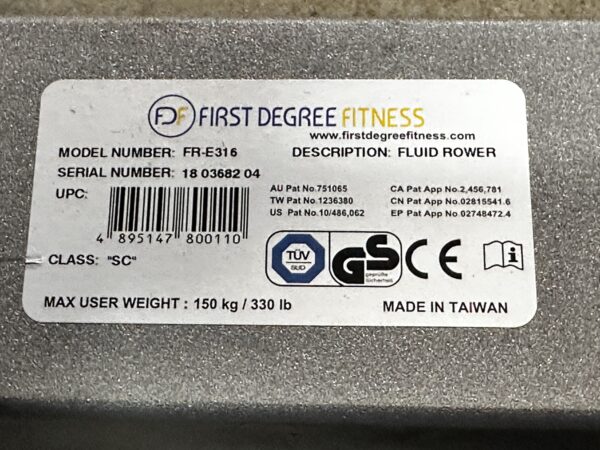 FDF FIRST DEGREE FITNESS
www.firstdegreefitness.com
MODEL NUMBER: FR-E316 DESCRIPTION: FLUID ROWER
SERIAL NUMBER: 18 03682 04
UPC:
4 895147 800110
AU Pat No.751065 CA Pat App No.2,456,781
TW Pat No.1236380 CN Pat App No.02815541.6
US Pat No.10/486,062 EP Pat App No.02748472.4
TÜV
SÜD
GS
geprüfte
Sicherheit
CE
i
CLASS: "SC"
MAX USER WEIGHT : 150 kg / 330 lb MADE IN TAIWAN